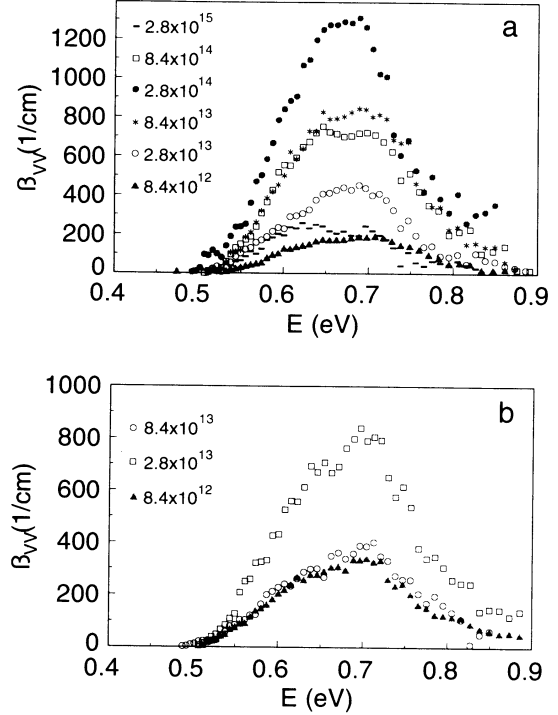 a
β_VV(1/cm)
1200
1000
800
600
400
200
0
– 2.8x10^15
□ 8.4x10^14
● 2.8x10^14
* 8.4x10^13
○ 2.8x10^13
▲ 8.4x10^12
0.4 0.5 0.6 0.7 0.8 0.9
E (eV)
b
β_VV(1/cm)
1000
800
600
400
200
0
○ 8.4x10^13
□ 2.8x10^13
▲ 8.4x10^12
0.4 0.5 0.6 0.7 0.8 0.9
E (eV)